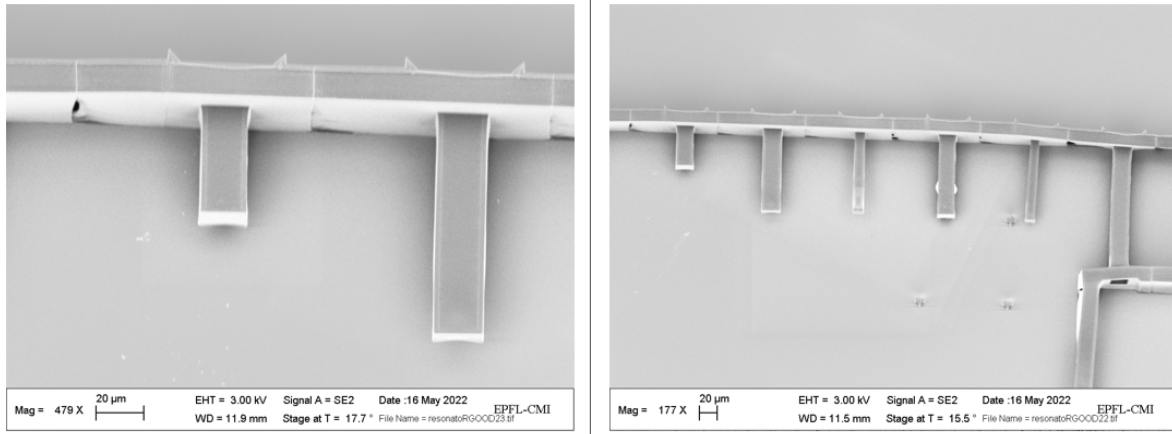 Mag = 479 X
20 µm
EHT = 3.00 kV
WD = 11.9 mm
Signal A = SE2
Stage at T = 17.7 °
Date :16 May 2022
File Name = resonatoRGOOD23.tif
EPFL-CMI
Mag = 177 X
20 µm
EHT = 3.00 kV
WD = 11.5 mm
Signal A = SE2
Stage at T = 15.5 °
Date :16 May 2022
File Name = resonatoRGOOD22.tif
EPFL-CMI